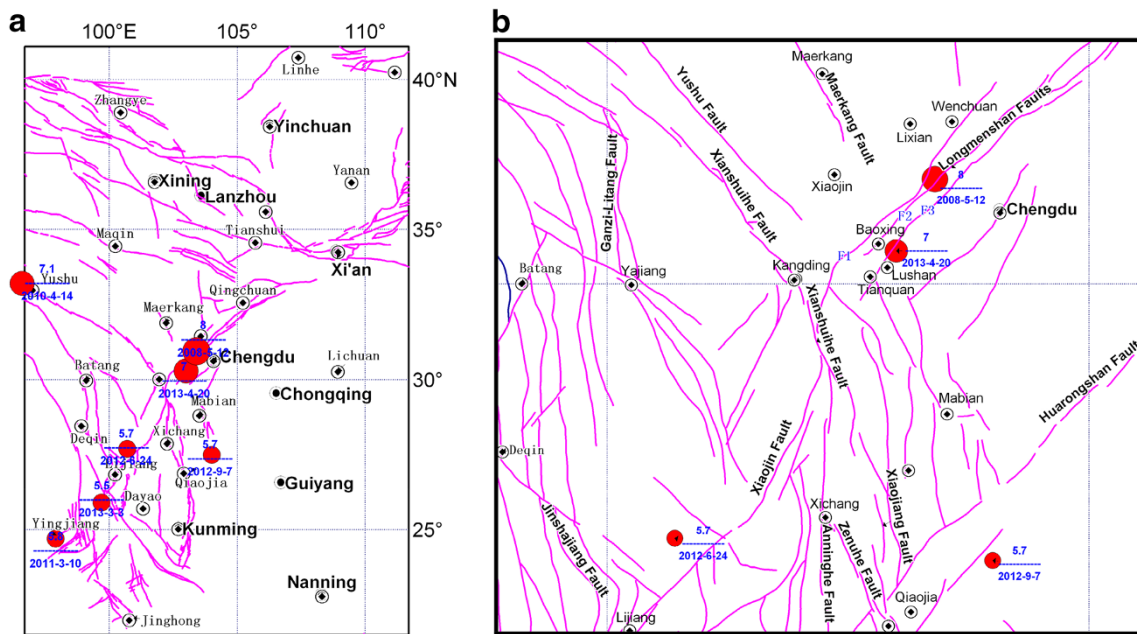 a
100°
105°
110°
Linhe
40°N
Zhangye
Yinchuan
Yanan
Xining
Lanzhou
35°
Tianshui
Maqin
Xi'an
7.1
Yushu
2010-4-14
Qingchuan
Maerkang
8
2008-5-12
Chengdu
7
Lichuan
Batang
30°
2013-4-20
Chongqing
Mabian
Deqin
5.7
Xichang
5.7
2012-6-24
2012-9-7
Lijiang
Qiaojia
Guiyang
5.5
2013-3-3
Dayao
Yingjiang
Kunming
25°
5.8
2011-3-10
Nanning
Jinghong
b
Maerkang
Yushu Fault
Maerkang Fault
Wenchuan
Lixian
Longmenshan Faults
Ganzi-Litang Fault
Xianshuihe Fault
Xiaojin
8
2008-5-12
Chengdu
F2
F3
Baoxing
7
2013-4-20
F1
Lushan
Batang
Yajiang
Kangding
Tianquan
Xianshuihe Fault
Huarongshan Fault
Mabian
Deqin
Xiaojin Fault
Xiaojiang Fault
Jinshajiang Fault
Xichang
5.7
2012-6-24
Anninghe Fault
Zenuhe Fault
5.7
2012-9-7
Qiaojia
Lijiang